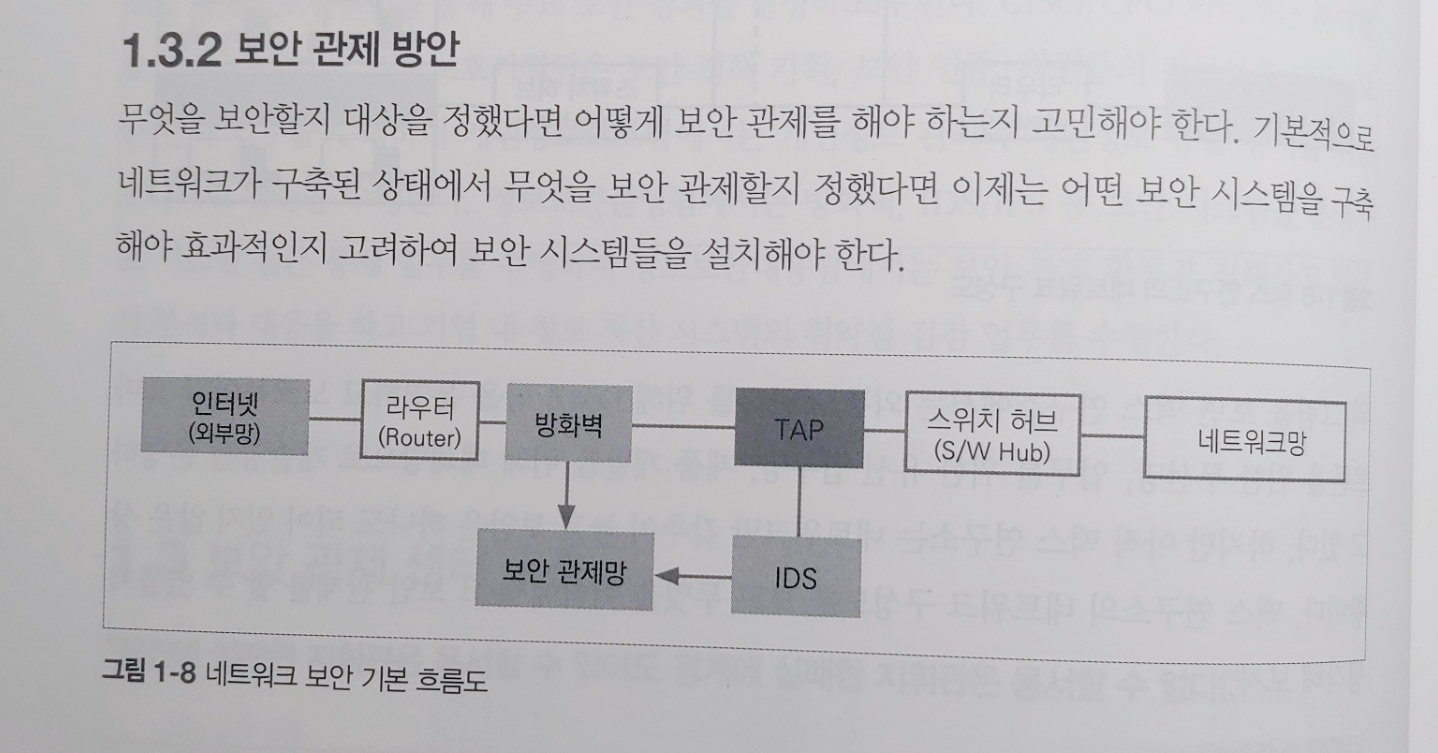 1.3.2 보안 관제 방안
무엇을 보안할지 대상을 정했다면 어떻게 보안 관제를 해야 하는지 고민해야 한다. 기본적으로
네트워크가 구축된 상태에서 무엇을 보안 관제할지 정했다면 이제는 어떤 보안 시스템을 구축
해야 효과적인지 고려하여 보안 시스템들을 설치해야 한다.
인터넷
(외부망)
라우터
(Router)
방화벽
TAP
스위치 허브
(S/W Hub)
네트워크망
보안 관제망
IDS
그림 1-8 네트워크 보안 기본 흐름도